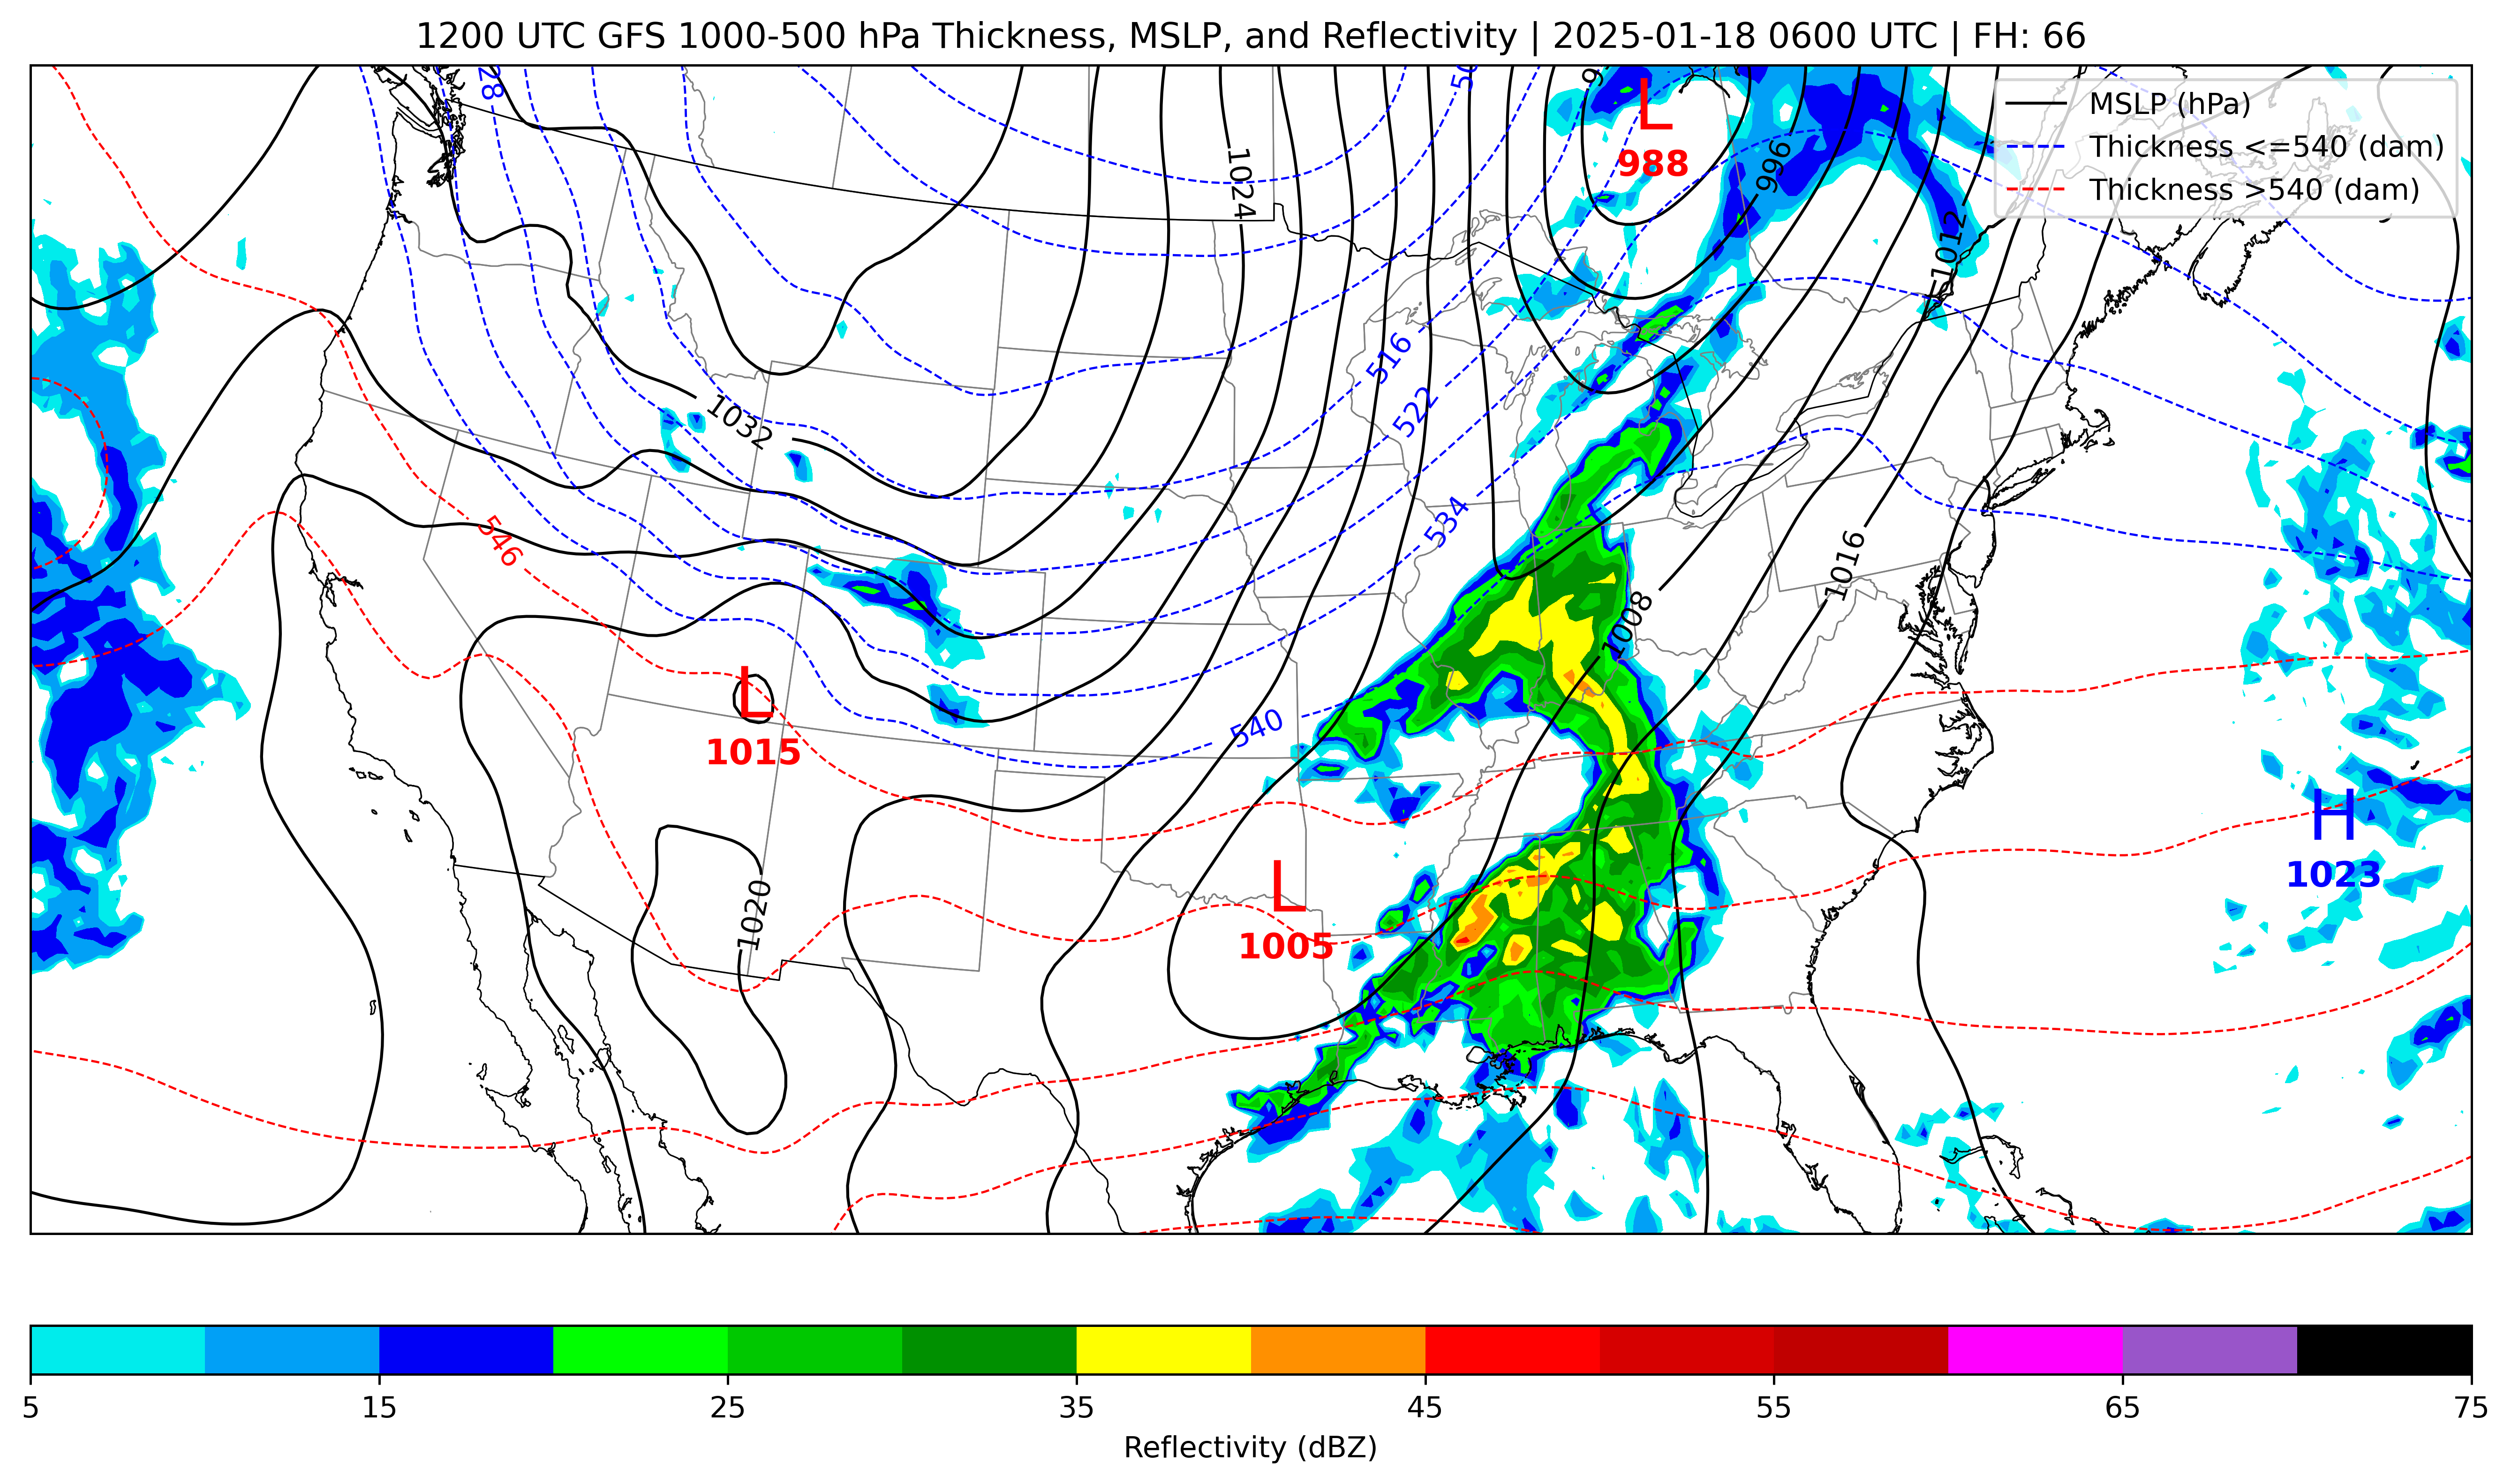 1200 UTC GFS 1000-500 hPa Thickness, MSLP, and Reflectivity | 2025-01-18 0600 UTC | FH: 66
MSLP (hPa)
Thickness <=540 (dam)
Thickness >540 (dam)
L
988
996
1024
1012
516
1032
522
534
546
1016
1008
L
1015
540
H
1023
L
1005
1020
5 15 25 35 45 55 65 75
Reflectivity (dBZ)